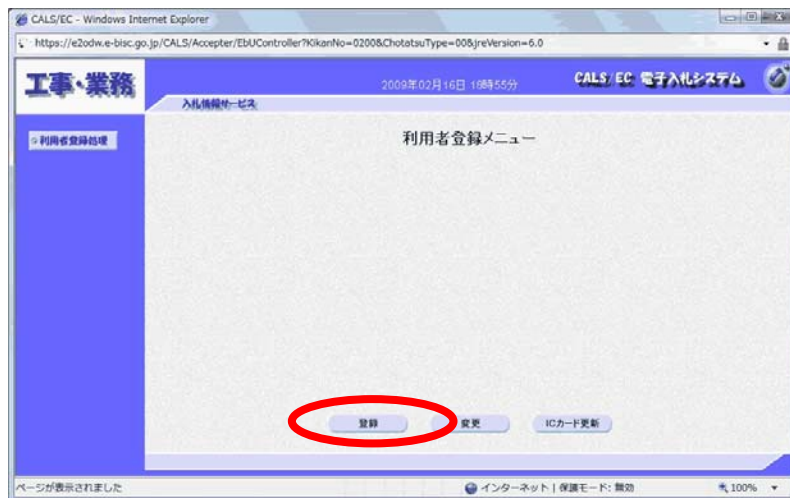 CALS/EC - Windows Internet Explorer
https://e2odw.e-bisc.go.jp/CALS/Accepter/EbUController?KikanNo=0200&ChotatsuType=00&jreVersion=6.0
工事・業務
2009年02月16日 18時55分
CALS/EC 電子入札システム
入札情報サービス
利用者登録処理
利用者登録メニュー
登録
変更
ICカード更新
ページが表示されました
インターネット | 保護モード: 無効
100%